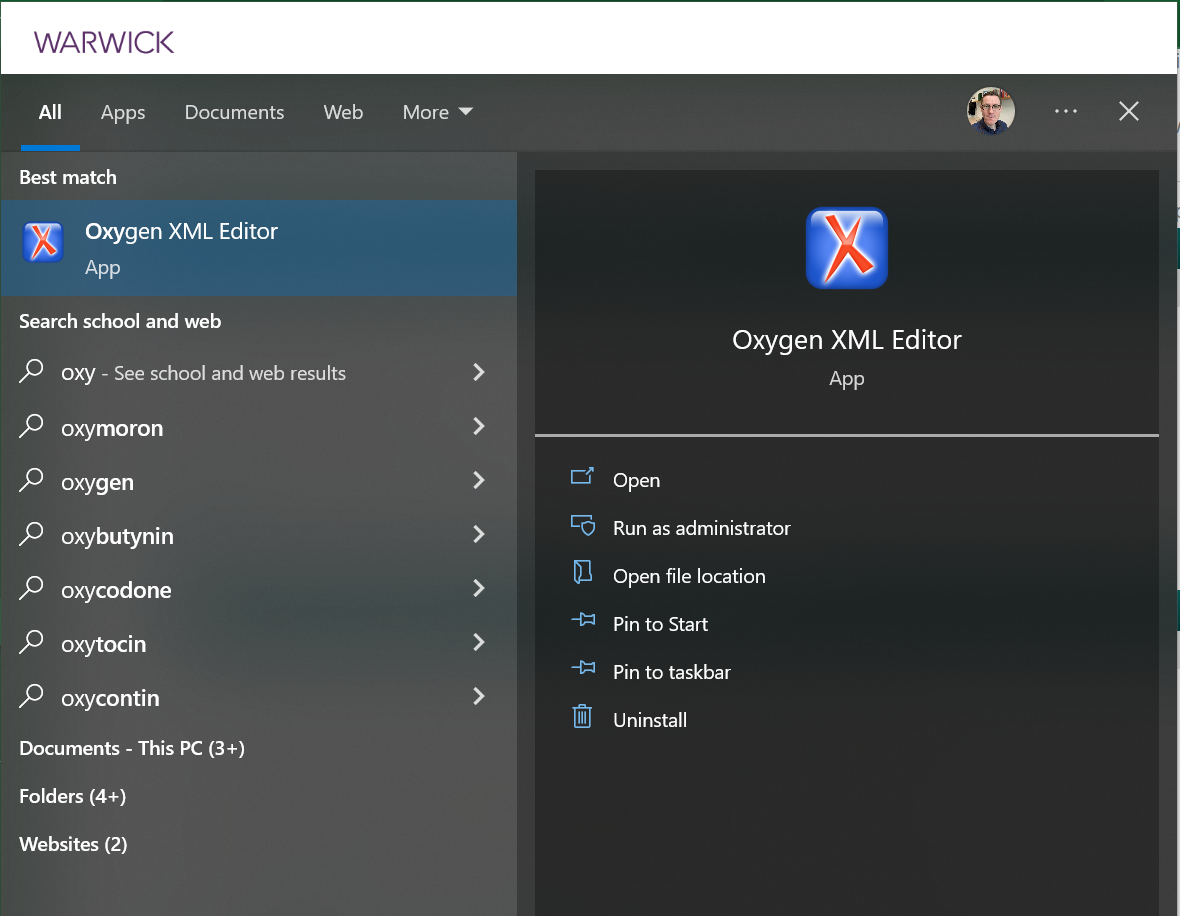 WARWICK
All Apps Documents Web More
Best match
Oxygen XML Editor
App
Search school and web
oxy - See school and web results
oxymoron
oxygen
oxybutynin
oxycodone
oxytocin
oxycontin
Documents - This PC (3+)
Folders (4+)
Websites (2)
Oxygen XML Editor
App
Open
Run as administrator
Open file location
Pin to Start
Pin to taskbar
Uninstall